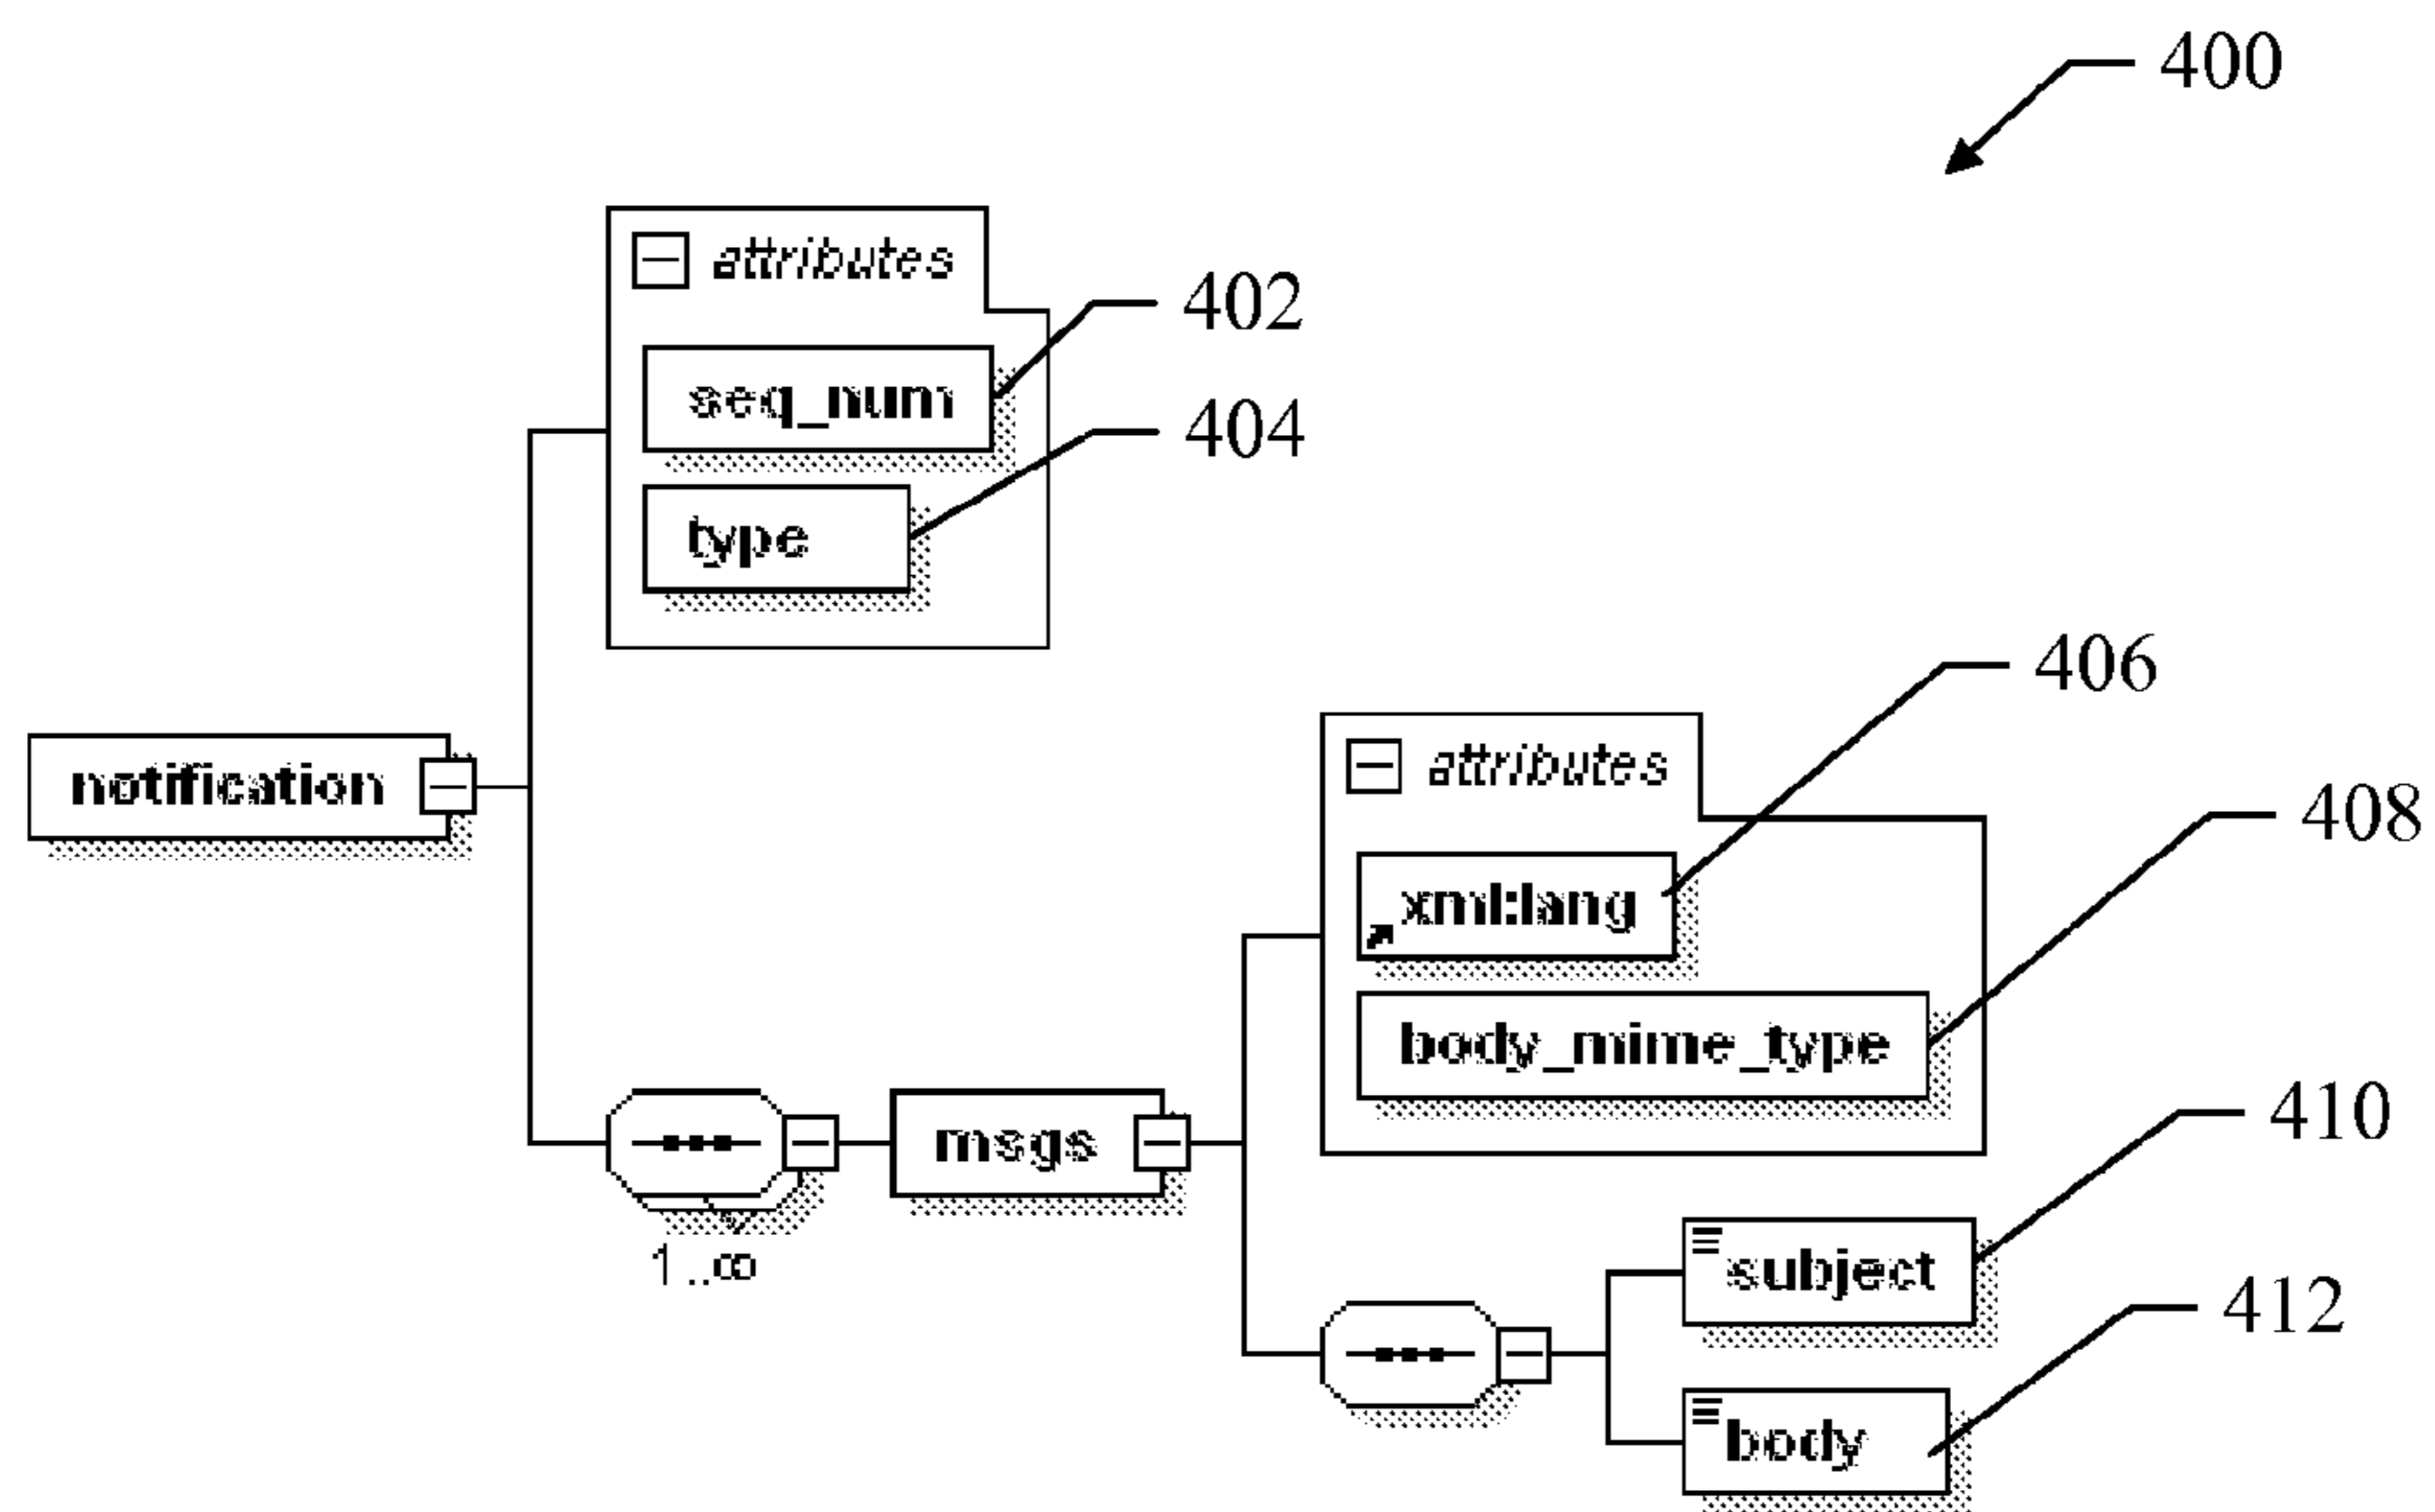 400
attributes
402
seq_num
404
type
406
notification
attributes
408
xml:lang
body_mime_type
410
msgs
1..∞
subject
412
body